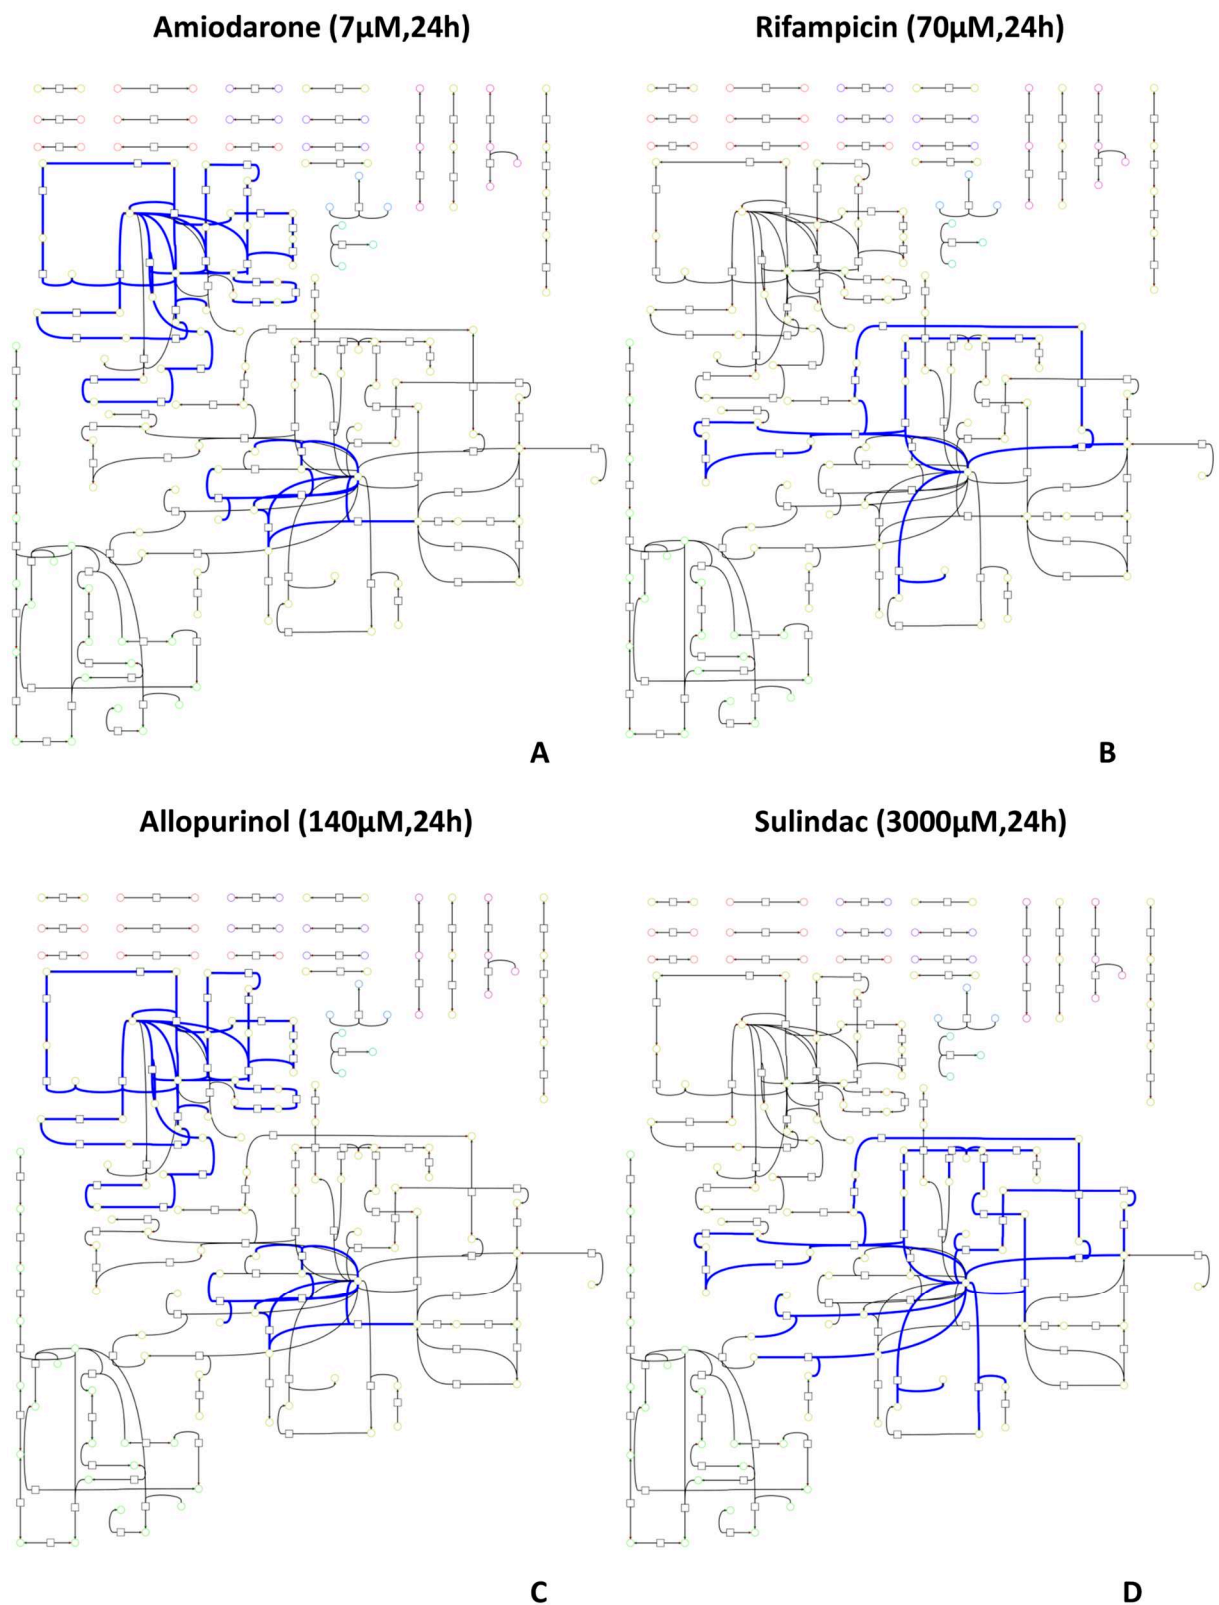 Amiodarone (7μM,24h)
Rifampicin (70μM,24h)
A
B
Allopurinol (140μM,24h)
Sulindac (3000μM,24h)
C
D